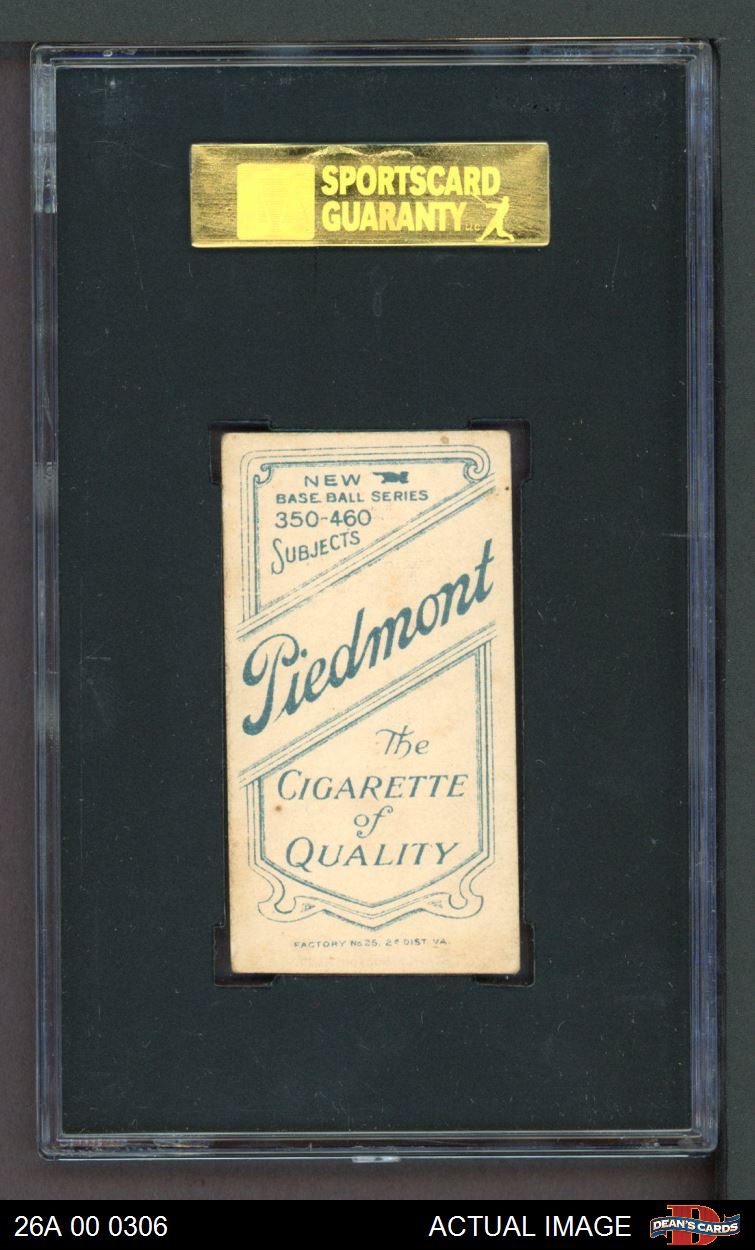 SPORTSCARD
GUARANTY LLC
NEW
BASE BALL SERIES
350-460
SUBJECTS
Piedmont
The
CIGARETTE
of
QUALITY
FACTORY No 25, 2D DIST. VA.
26A 00 0306
ACTUAL IMAGE
DEAN'S CARDS